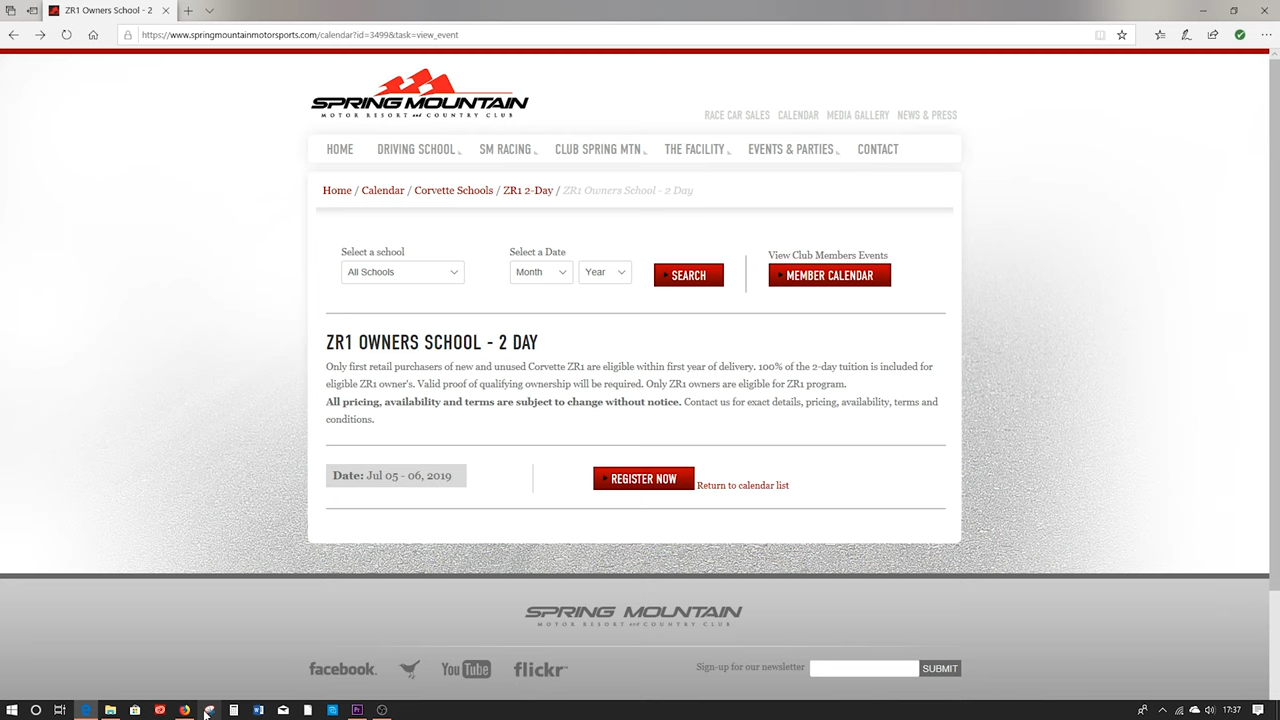 ZR1 Owners School - 2
https://www.springmountainmotorsports.com/calendar?id=3499&task=view_event
SPRING MOUNTAIN
MOTOR RESORT and COUNTRY CLUB
RACE CAR SALES CALENDAR MEDIA GALLERY NEWS & PRESS
HOME DRIVING SCHOOL SM RACING CLUB SPRING MTN THE FACILITY EVENTS & PARTIES CONTACT
Home / Calendar / Corvette Schools / ZR1 2-Day / ZR1 Owners School - 2 Day
Select a school Select a Date View Club Members Events
All Schools Month Year SEARCH MEMBER CALENDAR
ZR1 OWNERS SCHOOL - 2 DAY
Only first retail purchasers of new and unused Corvette ZR1 are eligible within first year of delivery. 100% of the 2-day tuition is included for
eligible ZR1 owner's. Valid proof of qualifying ownership will be required. Only ZR1 owners are eligible for ZR1 program.
All pricing, availability and terms are subject to change without notice. Contact us for exact details, pricing, availability, terms and
conditions.
Date: Jul 05 - 06, 2019 REGISTER NOW Return to calendar list
SPRING MOUNTAIN
MOTOR RESORT and COUNTRY CLUB
facebook. YouTube flickr Sign-up for our newsletter SUBMIT
17:37